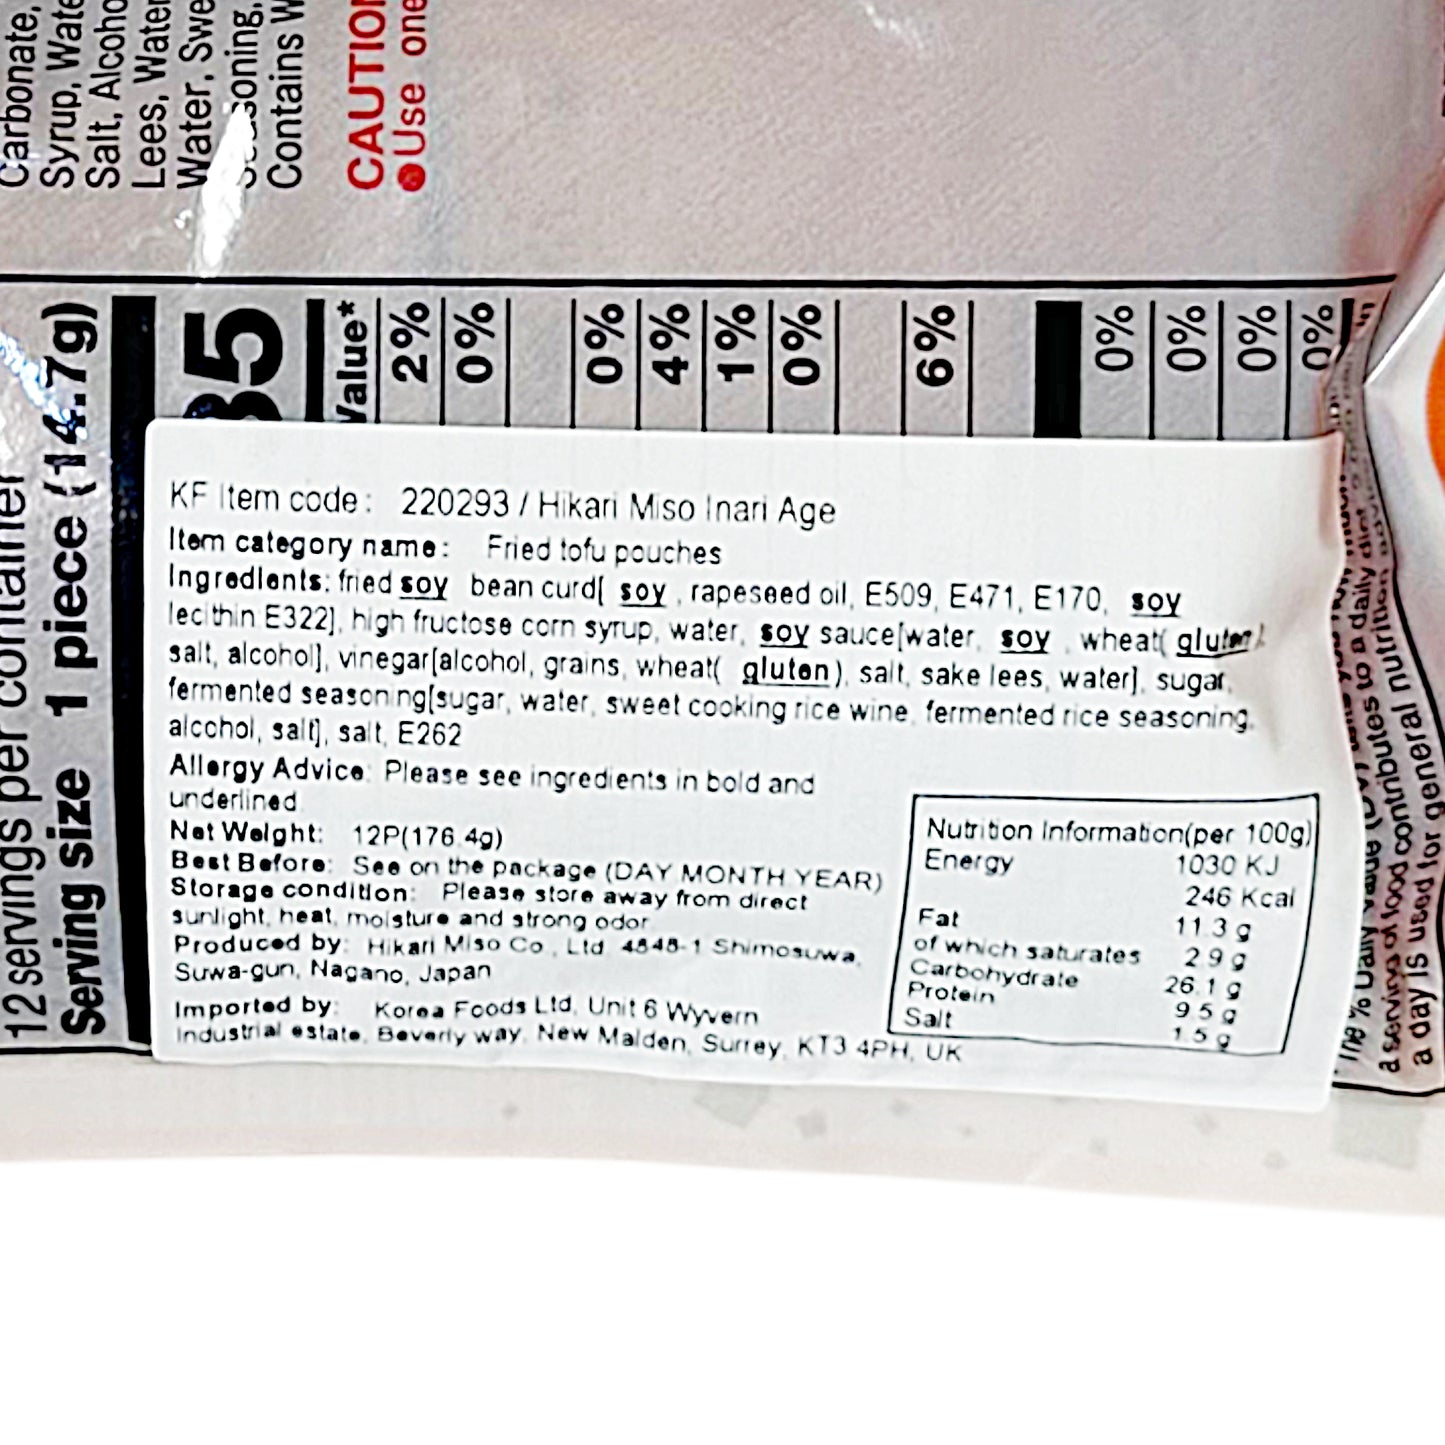 Carbonate,
Syrup, Wate
Salt, Alcoho
Lees, Water
Water, Swe
Contains W
CAUTION
Use one
12 servings per container
Serving size 1 piece (14.7g)
35
Value*
2%
0%
0%
4%
1%
0%
6%
0%
0%
0%
0%
KF Item code: 220293 / Hikari Miso Inari Age
Item category name: Fried tofu pouches
Ingredients: fried soy bean curd[ soy , rapeseed oil, E509, E471, E170, soy
lecithin E322], high fructose corn syrup, water, soy sauce[water, soy , wheat( gluten),
salt, alcohol], vinegar[alcohol, grains, wheat( gluten), salt, sake lees, water], sugar,
fermented seasoning[sugar, water, sweet cooking rice wine, fermented rice seasoning,
alcohol, salt], salt, E262
Allergy Advice: Please see ingredients in bold and
underlined
Net Weight: 12P(176.4g)
Best Before: See on the package (DAY MONTH YEAR)
Storage condition: Please store away from direct
sunlight, heat, moisture and strong odor
Produced by: Hikari Miso Co., Ltd 4848-1 Shimosuwa,
Suwa-gun, Nagano, Japan
Imported by: Korea Foods Ltd, Unit 6 Wyvern
Industrial estate, Beverly way, New Malden, Surrey, KT3 4PH, UK
Nutrition Information(per 100g)
Energy 1030 KJ
246 Kcal
Fat 11.3 g
of which saturates 2.9 g
Carbohydrate 26.1 g
Protein 9.5 g
Salt 1.5 g
The % Daily Value
a serving of food contributes to a daily diet
a day is used for general nutrition